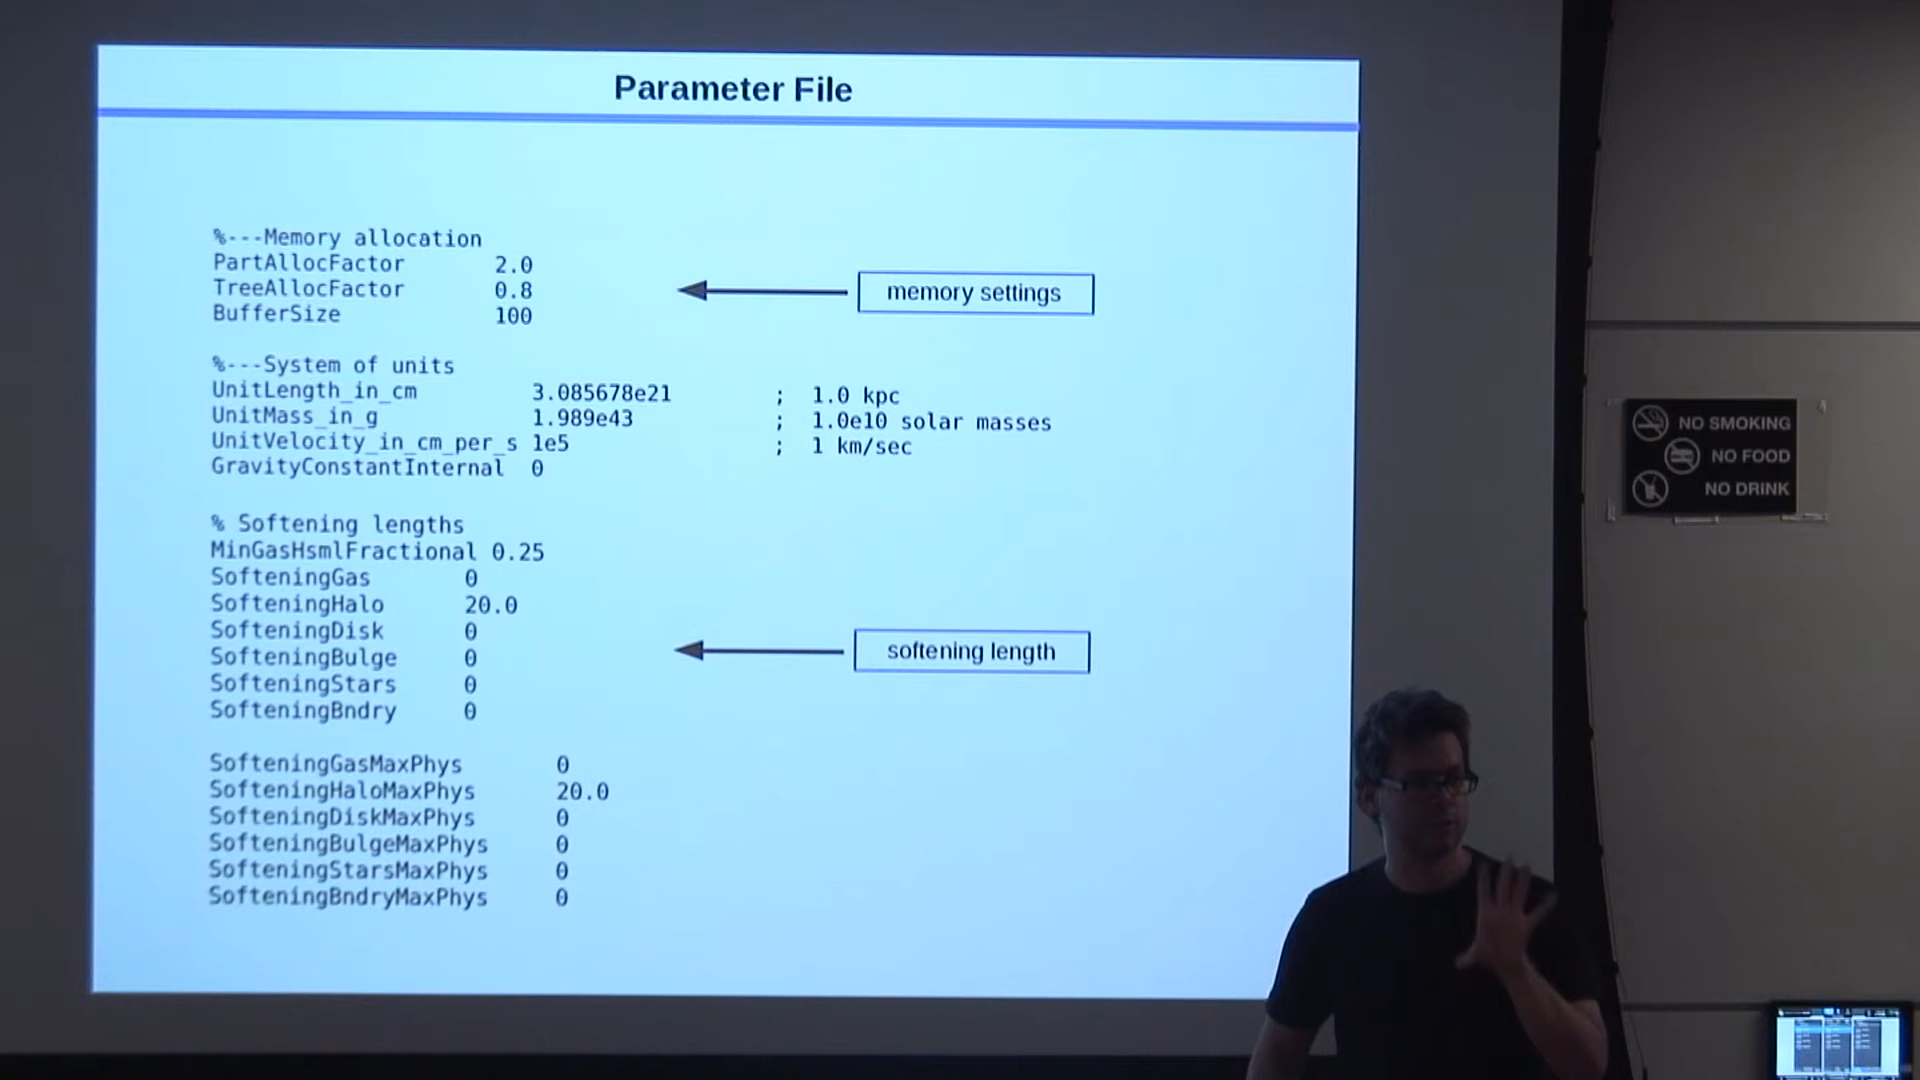 Parameter File
%---Memory allocation
PartAllocFactor 2.0
TreeAllocFactor 0.8
BufferSize 100
memory settings
%---System of units
UnitLength_in_cm 3.085678e21 ; 1.0 kpc
UnitMass_in_g 1.989e43 ; 1.0e10 solar masses
UnitVelocity_in_cm_per_s 1e5 ; 1 km/sec
GravityConstantInternal 0
% Softening lengths
MinGasHsmlFractional 0.25
SofteningGas 0
SofteningHalo 20.0
SofteningDisk 0
SofteningBulge 0
SofteningStars 0
SofteningBndry 0
softening length
SofteningGasMaxPhys 0
SofteningHaloMaxPhys 20.0
SofteningDiskMaxPhys 0
SofteningBulgeMaxPhys 0
SofteningStarsMaxPhys 0
SofteningBndryMaxPhys 0
NO SMOKING
NO FOOD
NO DRINK